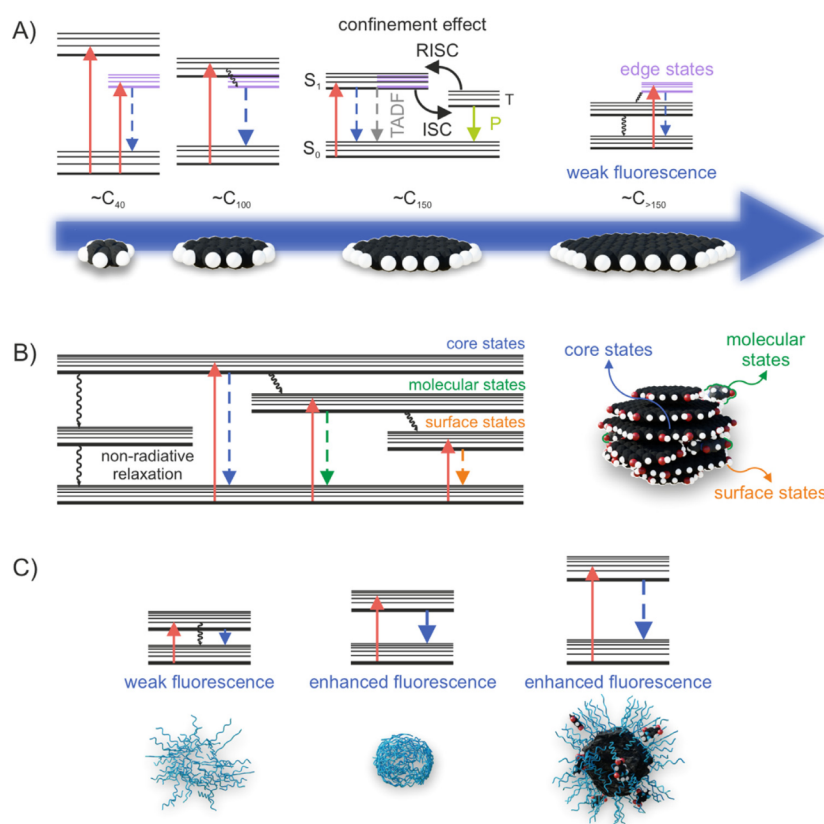 A)
confinement effect
RISC
S₁
TADF
ISC
T
P
S₀
edge states
weak fluorescence
~C₄₀
~C₁₀₀
~C₁₅₀
~C>₁₅₀
B)
core states
molecular states
surface states
non-radiative
relaxation
core states
molecular
states
surface states
C)
weak fluorescence
enhanced fluorescence
enhanced fluorescence